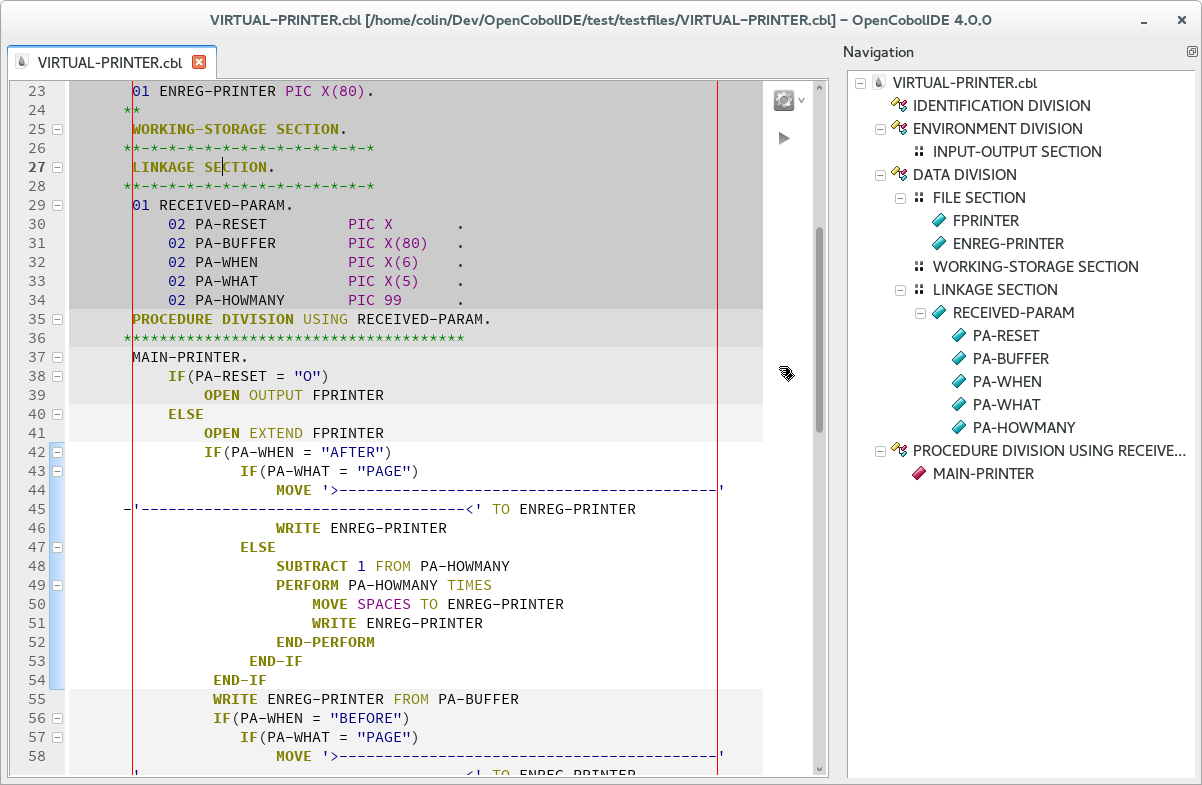 VIRTUAL-PRINTER.cbl [/home/colin/Dev/OpenCobolIDE/test/testfiles/VIRTUAL-PRINTER.cbl] – OpenCobolIDE 4.0.0
VIRTUAL-PRINTER.cbl
23 01 ENREG-PRINTER PIC X(80).
24 **
25 WORKING-STORAGE SECTION.
26 **-*-*-*-*-*-*-*-*-*-*-*-*-*
27 LINKAGE SECTION.
28 **-*-*-*-*-*-*-*-*-*-*-*-*-*
29 01 RECEIVED-PARAM.
30 02 PA-RESET PIC X .
31 02 PA-BUFFER PIC X(80) .
32 02 PA-WHEN PIC X(6) .
33 02 PA-WHAT PIC X(5) .
34 02 PA-HOWMANY PIC 99 .
35 PROCEDURE DIVISION USING RECEIVED-PARAM.
36 **************************************
37 MAIN-PRINTER.
38 IF(PA-RESET = "O")
39 OPEN OUTPUT FPRINTER
40 ELSE
41 OPEN EXTEND FPRINTER
42 IF(PA-WHEN = "AFTER")
43 IF(PA-WHAT = "PAGE")
44 MOVE '>------------------------------------------'
45 -'------------------------------------<' TO ENREG-PRINTER
46 WRITE ENREG-PRINTER
47 ELSE
48 SUBTRACT 1 FROM PA-HOWMANY
49 PERFORM PA-HOWMANY TIMES
50 MOVE SPACES TO ENREG-PRINTER
51 WRITE ENREG-PRINTER
52 END-PERFORM
53 END-IF
54 END-IF
55 WRITE ENREG-PRINTER FROM PA-BUFFER
56 IF(PA-WHEN = "BEFORE")
57 IF(PA-WHAT = "PAGE")
58 MOVE '>------------------------------------------'
'------------------------------------<' TO ENREG-PRINTER
Navigation
VIRTUAL-PRINTER.cbl
IDENTIFICATION DIVISION
ENVIRONMENT DIVISION
INPUT-OUTPUT SECTION
DATA DIVISION
FILE SECTION
FPRINTER
ENREG-PRINTER
WORKING-STORAGE SECTION
LINKAGE SECTION
RECEIVED-PARAM
PA-RESET
PA-BUFFER
PA-WHEN
PA-WHAT
PA-HOWMANY
PROCEDURE DIVISION USING RECEIVE...
MAIN-PRINTER